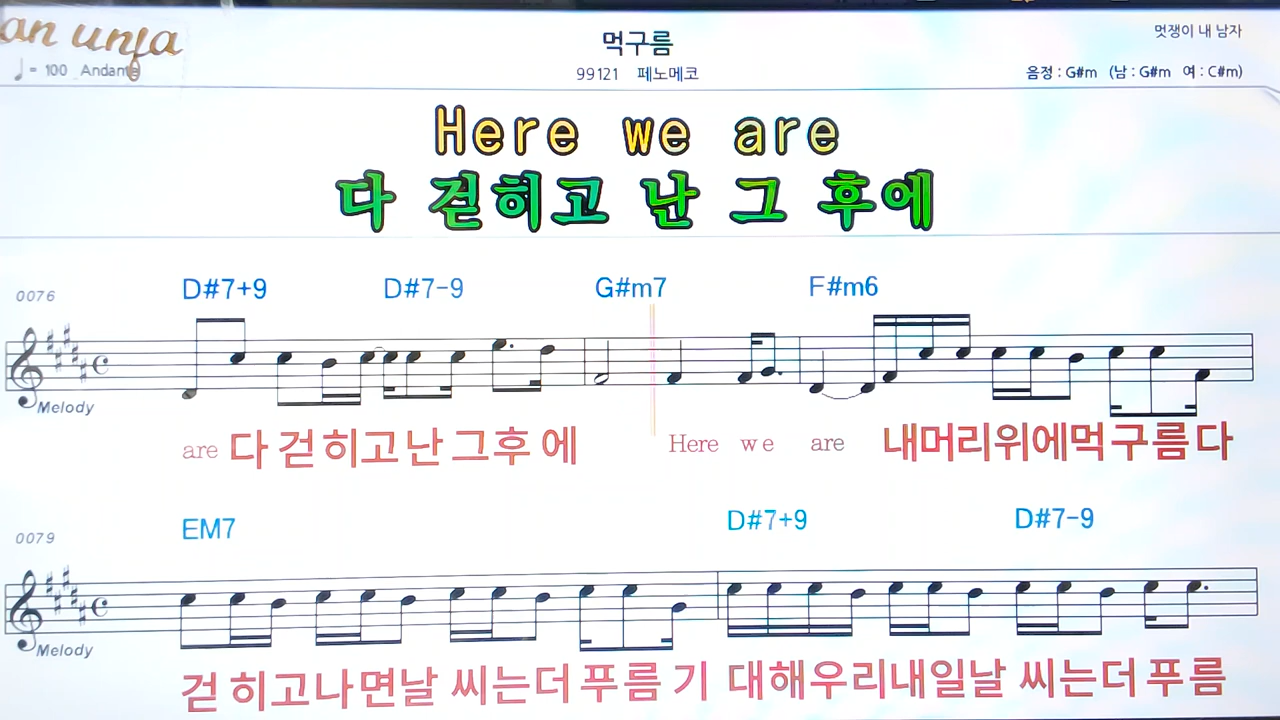 an unja
먹구름
멋쟁이 내 남자
♩= 100 Andante
99121 페노메코
음정 : G#m (남 : G#m 여 : C#m)
Here we are
다 걷히고 난 그 후에
0076 D#7+9 D#7-9 G#m7 F#m6
Melody
are 다 걷히고난 그후 에 Here we are 내머리위에먹구름다
0079 EM7 D#7+9 D#7-9
Melody
걷히고나면날 씨는더 푸름 기 대해우리내일날 씨는더 푸름